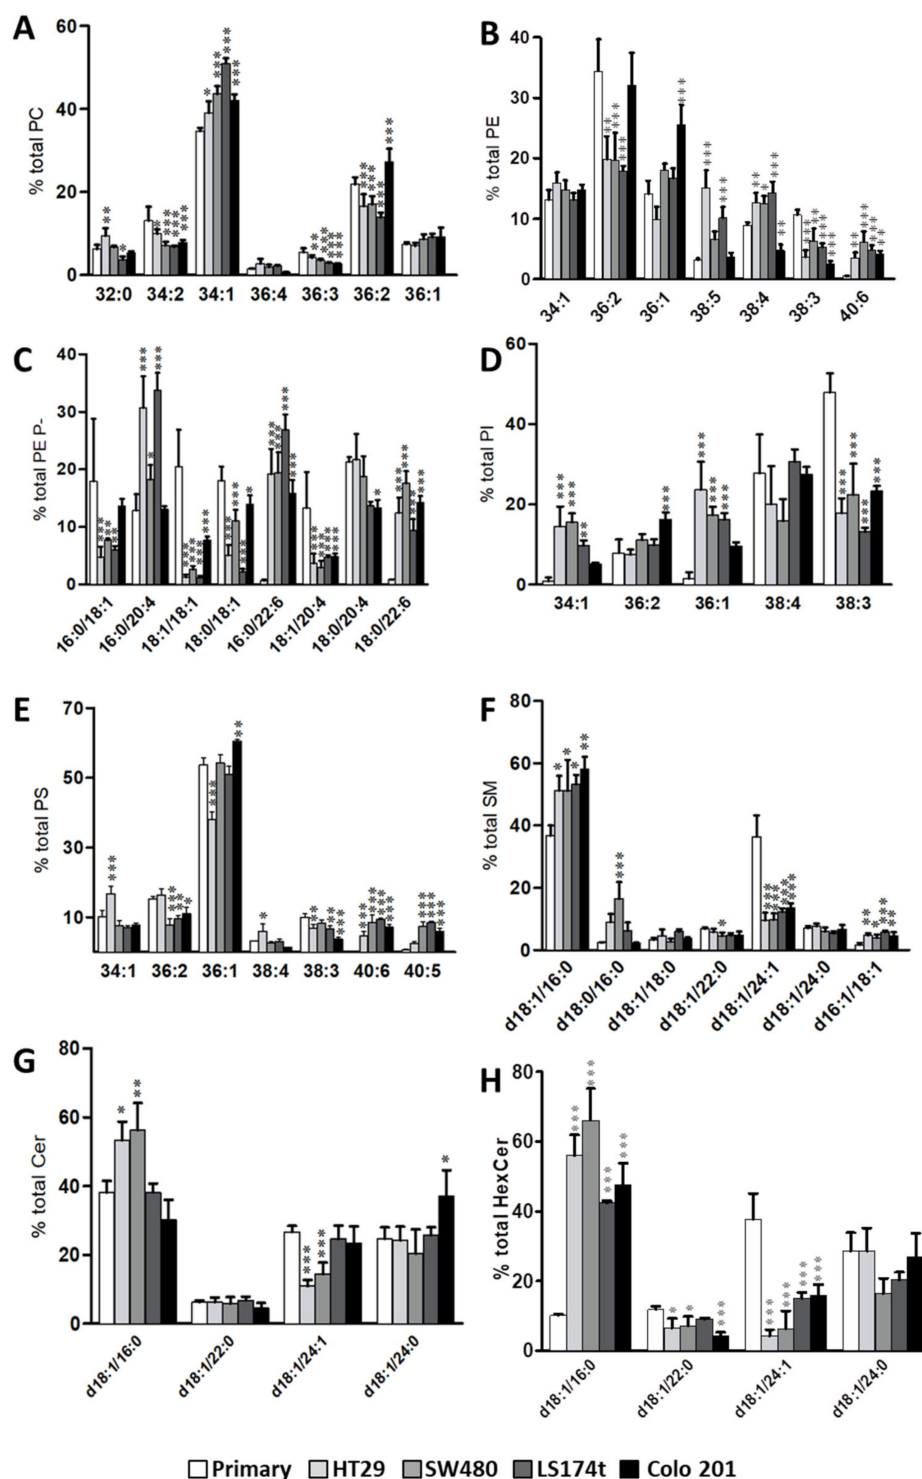 A
% total PC
60
40
20
0
32:0 34:2 34:1 36:4 36:3 36:2 36:1
B
% total PE
40
30
20
10
0
34:1 36:2 36:1 38:5 38:4 38:3 40:6
C
% total PE P-
40
30
20
10
0
16:0/18:1 16:0/20:4 18:1/18:1 18:0/18:1 16:0/22:6 18:1/20:4 18:0/20:4 18:0/22:6
D
% total PI
60
40
20
0
34:1 36:2 36:1 38:4 38:3
E
% total PS
70
50
30
10
34:1 36:2 36:1 38:4 38:3 40:6 40:5
F
% total SM
80
60
40
20
0
d18:1/16:0 d18:0/16:0 d18:1/18:0 d18:1/22:0 d18:1/24:1 d18:1/24:0 d16:1/18:1
G
% total Cer
80
60
40
20
0
d18:1/16:0 d18:1/22:0 d18:1/24:1 d18:1/24:0
H
% total HexCer
80
60
40
20
0
d18:1/16:0 d18:1/22:0 d18:1/24:1 d18:1/24:0
Primary HT29 SW480 LS174t Colo 201